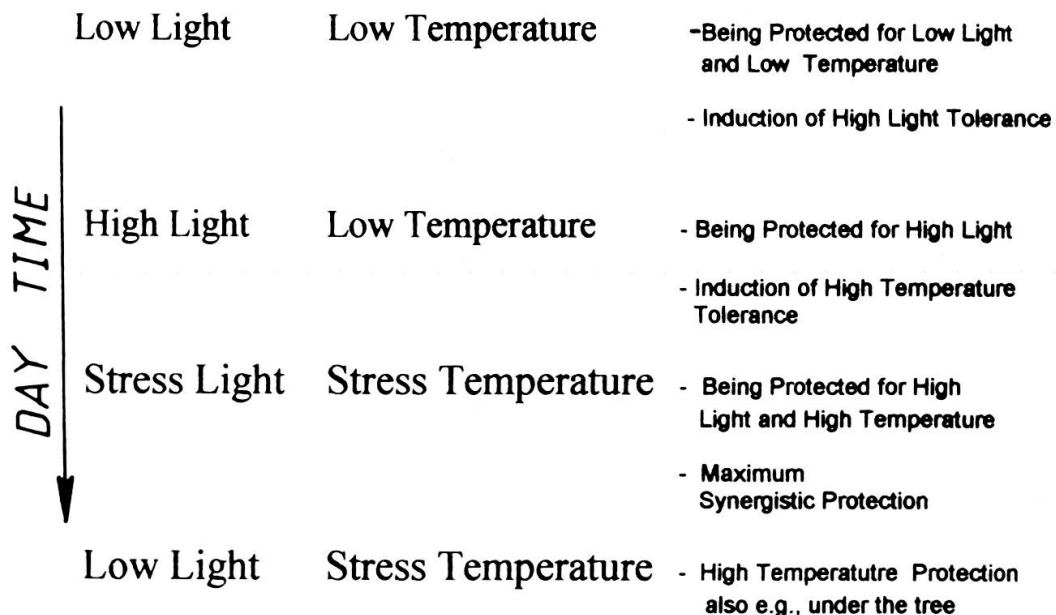 Low Light Low Temperature -Being Protected for Low Light
and Low Temperature
- Induction of High Light Tolerance
DAY TIME
High Light Low Temperature - Being Protected for High Light
- Induction of High Temperature
Tolerance
Stress Light Stress Temperature - Being Protected for High
Light and High Temperature
- Maximum
Synergistic Protection
Low Light Stress Temperature - High Temperatutre Protection
also e.g., under the tree